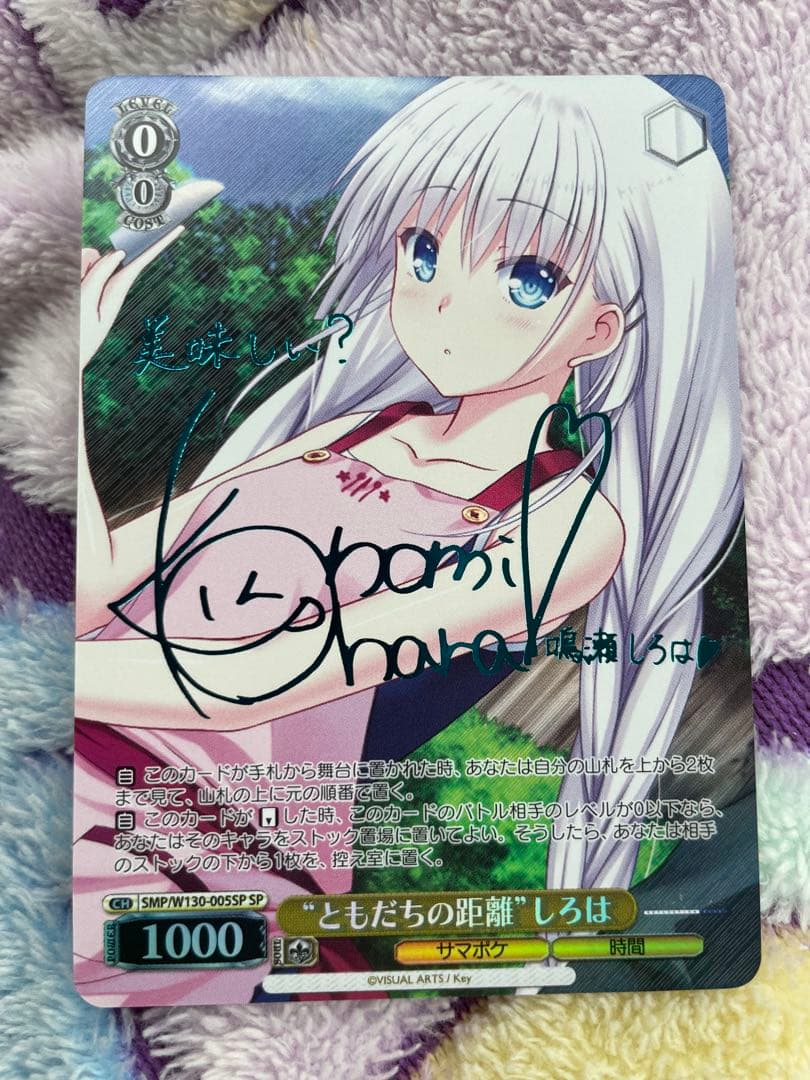 LEVEL
0
0
COST
美味しい?
Konomi
Kohara
鳴瀬しろは
自 このカードが手札から舞台に置かれた時、あなたは自分の山札を上から2枚
まで見て、山札の上に元の順番で置く。
自 このカードが▼した時、このカードのバトル相手のレベルが0以下なら、
あなたはそのキャラをストック置場に置いてよい。そうしたら、あなたは相手
のストックの下から1枚を、控え室に置く。
CH SMP/W130-005SP SP
“ともだちの距離”しろは
POWER 1000 SOUL
サマポケ 時間
©VISUAL ARTS / Key